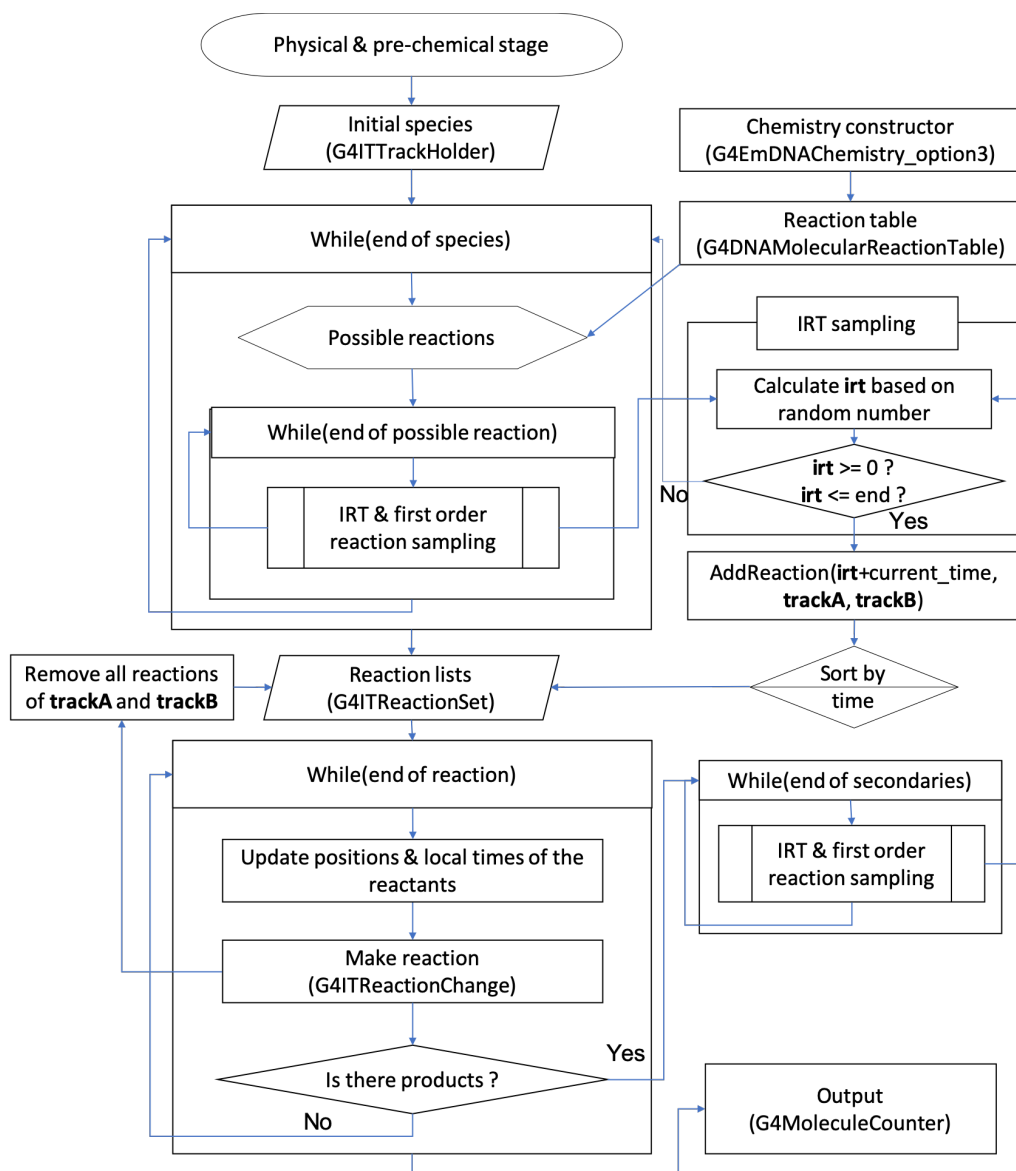 Physical & pre-chemical stage
Initial species
(G4ITTrackHolder)
Chemistry constructor
(G4EmDNAChemistry_option3)
While(end of species)
Reaction table
(G4DNAMolecularReactionTable)
Possible reactions
IRT sampling
Calculate irt based on
random number
While(end of possible reaction)
irt >= 0 ?
irt <= end ?
No
Yes
IRT & first order
reaction sampling
AddReaction(irt+current_time,
trackA, trackB)
Remove all reactions
of trackA and trackB
Reaction lists
(G4ITReactionSet)
Sort by
time
While(end of reaction)
While(end of secondaries)
Update positions & local times of the
reactants
IRT & first order
reaction sampling
Make reaction
(G4ITReactionChange)
Is there products ?
Yes
No
Output
(G4MoleculeCounter)